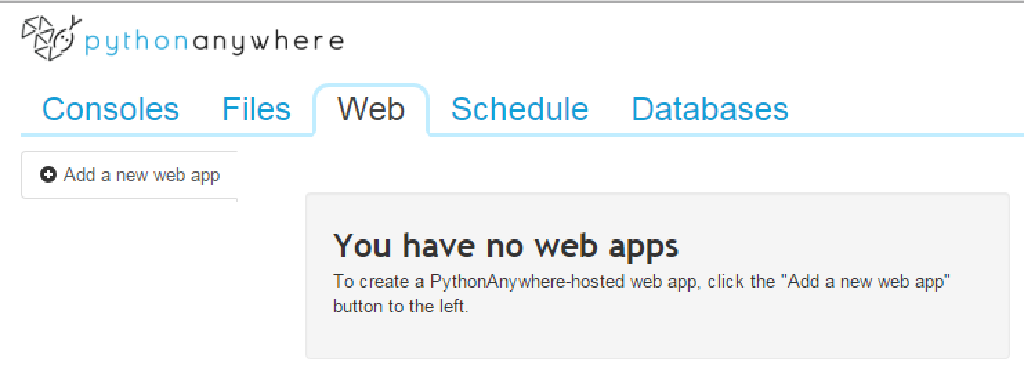 pythonanywhere
Consoles Files Web Schedule Databases
Add a new web app
You have no web apps
To create a PythonAnywhere-hosted web app, click the "Add a new web app"
button to the left.